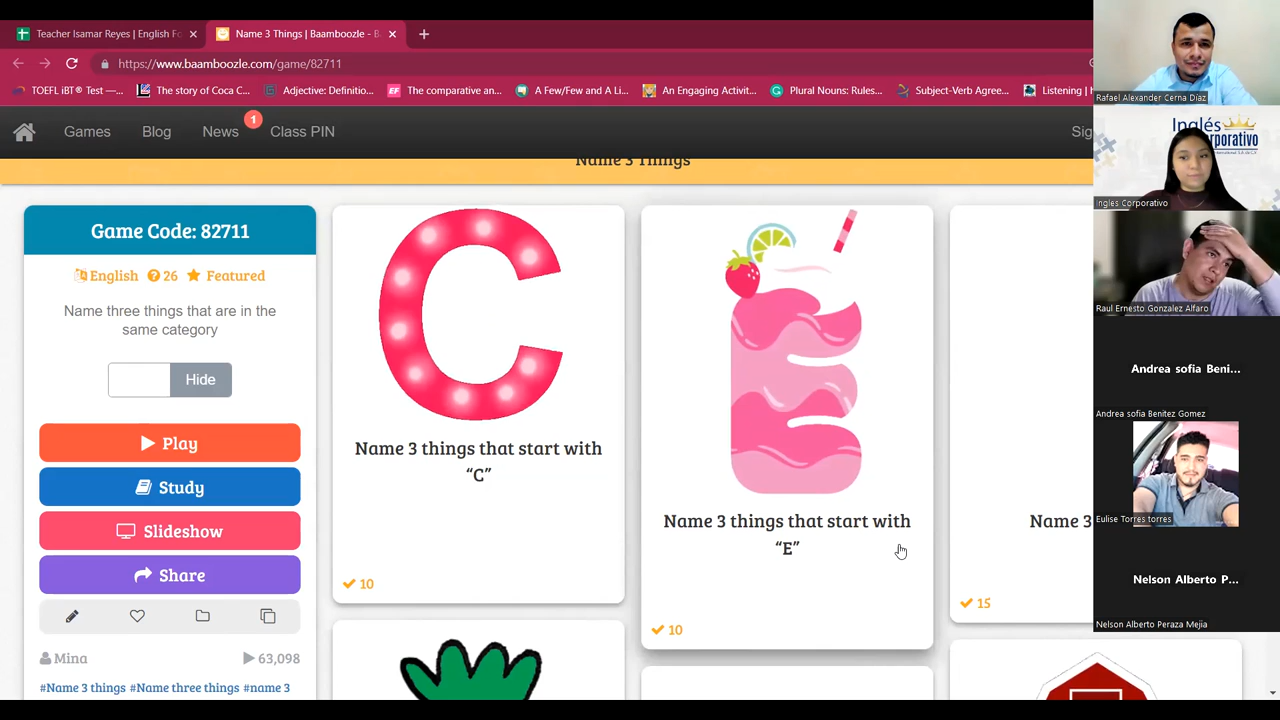 Teacher Isamar Reyes | English Fo
Name 3 Things | Baamboozle - B
https://www.baamboozle.com/game/82711
TOEFL iBT® Test —...
The story of Coca C...
Adjective: Definitio...
EF The comparative an...
A Few/Few and A Li...
An Engaging Activit...
Plural Nouns: Rules...
Subject-Verb Agree...
Listening |
Games
Blog
News
1
Class PIN
Sig
Name 3 Things
Game Code: 82711
English
26
Featured
Name three things that are in the
same category
Hide
Play
Study
Slideshow
Share
Mina
63,098
#Name 3 things #Name three things #name 3
C
Name 3 things that start with
“C”
10
E
Name 3 things that start with
“E”
10
Name 3
15
Rafael Alexander Cerna Díaz
Inglés
Corporativo
Ingles Corporativo
Raul Ernesto Gonzalez Alfaro
Andrea sofia Beni...
Andrea sofia Benitez Gomez
Eulise Torres torres
Nelson Alberto P...
Nelson Alberto Peraza Mejia